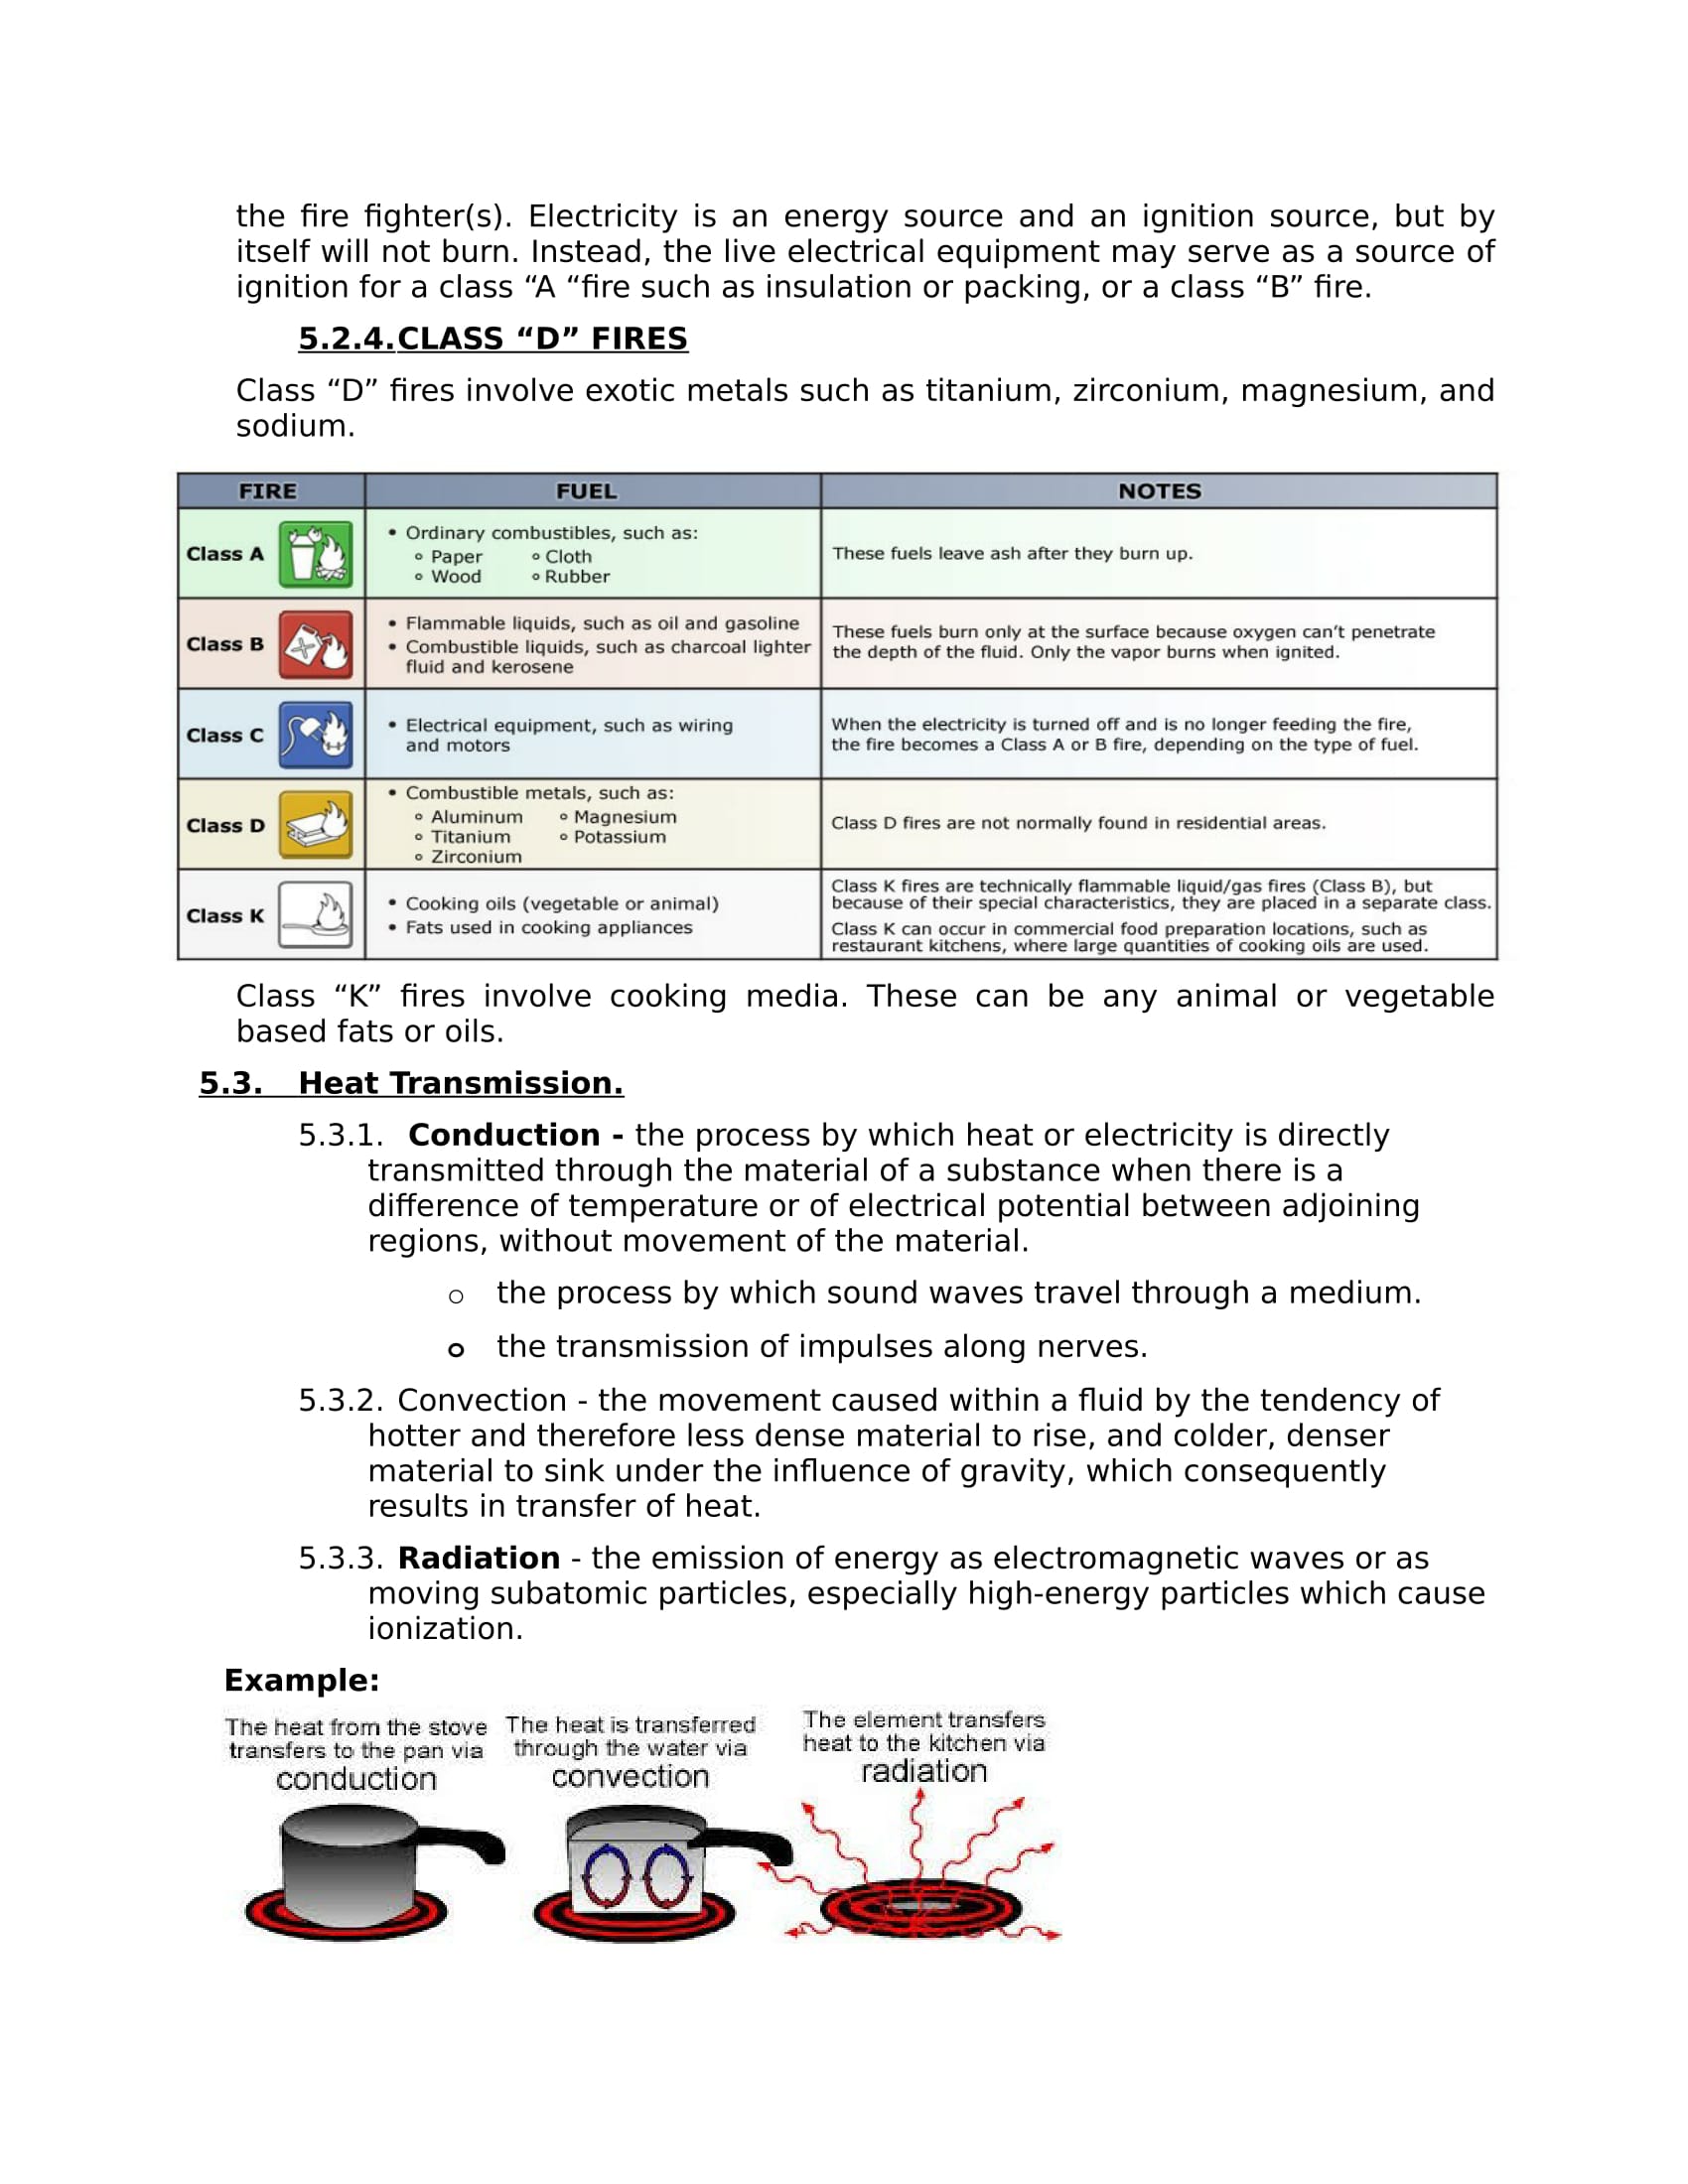 the fire fighter(s). Electricity is an energy source and an ignition source, but by
itself will not burn. Instead, the live electrical equipment may serve as a source of
ignition for a class “A “fire such as insulation or packing, or a class “B” fire.
5.2.4.CLASS “D” FIRES
Class “D” fires involve exotic metals such as titanium, zirconium, magnesium, and
sodium.
FIRE FUEL NOTES
Class A
• Ordinary combustibles, such as:
∘ Paper ∘ Cloth
∘ Wood ∘ Rubber
These fuels leave ash after they burn up.
Class B
• Flammable liquids, such as oil and gasoline
• Combustible liquids, such as charcoal lighter
fluid and kerosene
These fuels burn only at the surface because oxygen can’t penetrate
the depth of the fluid. Only the vapor burns when ignited.
Class C
• Electrical equipment, such as wiring
and motors
When the electricity is turned off and is no longer feeding the fire,
the fire becomes a Class A or B fire, depending on the type of fuel.
Class D
• Combustible metals, such as:
∘ Aluminum ∘ Magnesium
∘ Titanium ∘ Potassium
∘ Zirconium
Class D fires are not normally found in residential areas.
Class K
• Cooking oils (vegetable or animal)
• Fats used in cooking appliances
Class K fires are technically flammable liquid/gas fires (Class B), but
because of their special characteristics, they are placed in a separate class.
Class K can occur in commercial food preparation locations, such as
restaurant kitchens, where large quantities of cooking oils are used.
Class “K” fires involve cooking media. These can be any animal or vegetable
based fats or oils.
5.3. Heat Transmission.
5.3.1. Conduction - the process by which heat or electricity is directly
transmitted through the material of a substance when there is a
difference of temperature or of electrical potential between adjoining
regions, without movement of the material.
o the process by which sound waves travel through a medium.
o the transmission of impulses along nerves.
5.3.2. Convection - the movement caused within a fluid by the tendency of
hotter and therefore less dense material to rise, and colder, denser
material to sink under the influence of gravity, which consequently
results in transfer of heat.
5.3.3. Radiation - the emission of energy as electromagnetic waves or as
moving subatomic particles, especially high-energy particles which cause
ionization.
Example:
The heat from the stove
transfers to the pan via
conduction
The heat is transferred
through the water via
convection
The element transfers
heat to the kitchen via
radiation